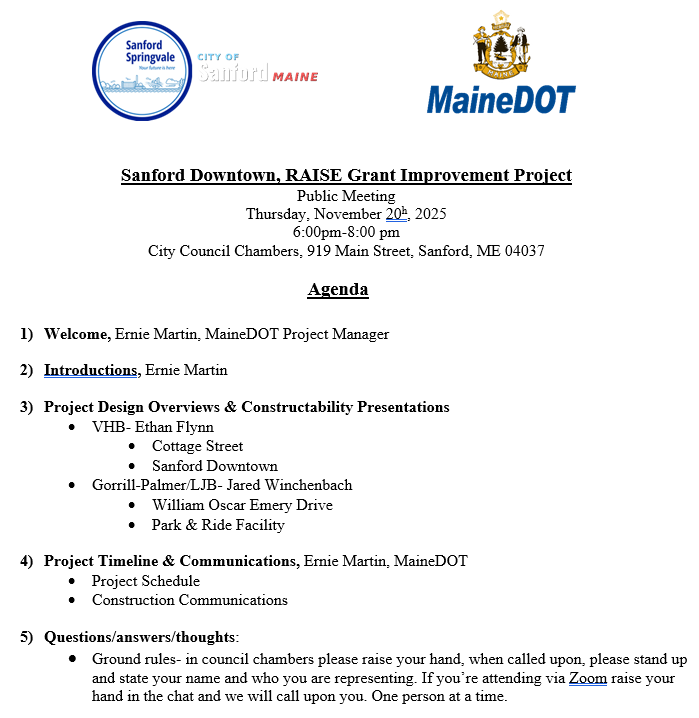 Sanford
Springvale
Your future is here
CITY OF
Sanford MAINE
MAINE
MaineDOT
Sanford Downtown, RAISE Grant Improvement Project
Public Meeting
Thursday, November 20h, 2025
6:00pm-8:00 pm
City Council Chambers, 919 Main Street, Sanford, ME 04037
Agenda
1) Welcome, Ernie Martin, MaineDOT Project Manager
2) Introductions, Ernie Martin
3) Project Design Overviews & Constructability Presentations
• VHB- Ethan Flynn
• Cottage Street
• Sanford Downtown
• Gorrill-Palmer/LJB- Jared Winchenbach
• William Oscar Emery Drive
• Park & Ride Facility
4) Project Timeline & Communications, Ernie Martin, MaineDOT
• Project Schedule
• Construction Communications
5) Questions/answers/thoughts:
• Ground rules- in council chambers please raise your hand, when called upon, please stand up
and state your name and who you are representing. If you’re attending via Zoom raise your
hand in the chat and we will call upon you. One person at a time.